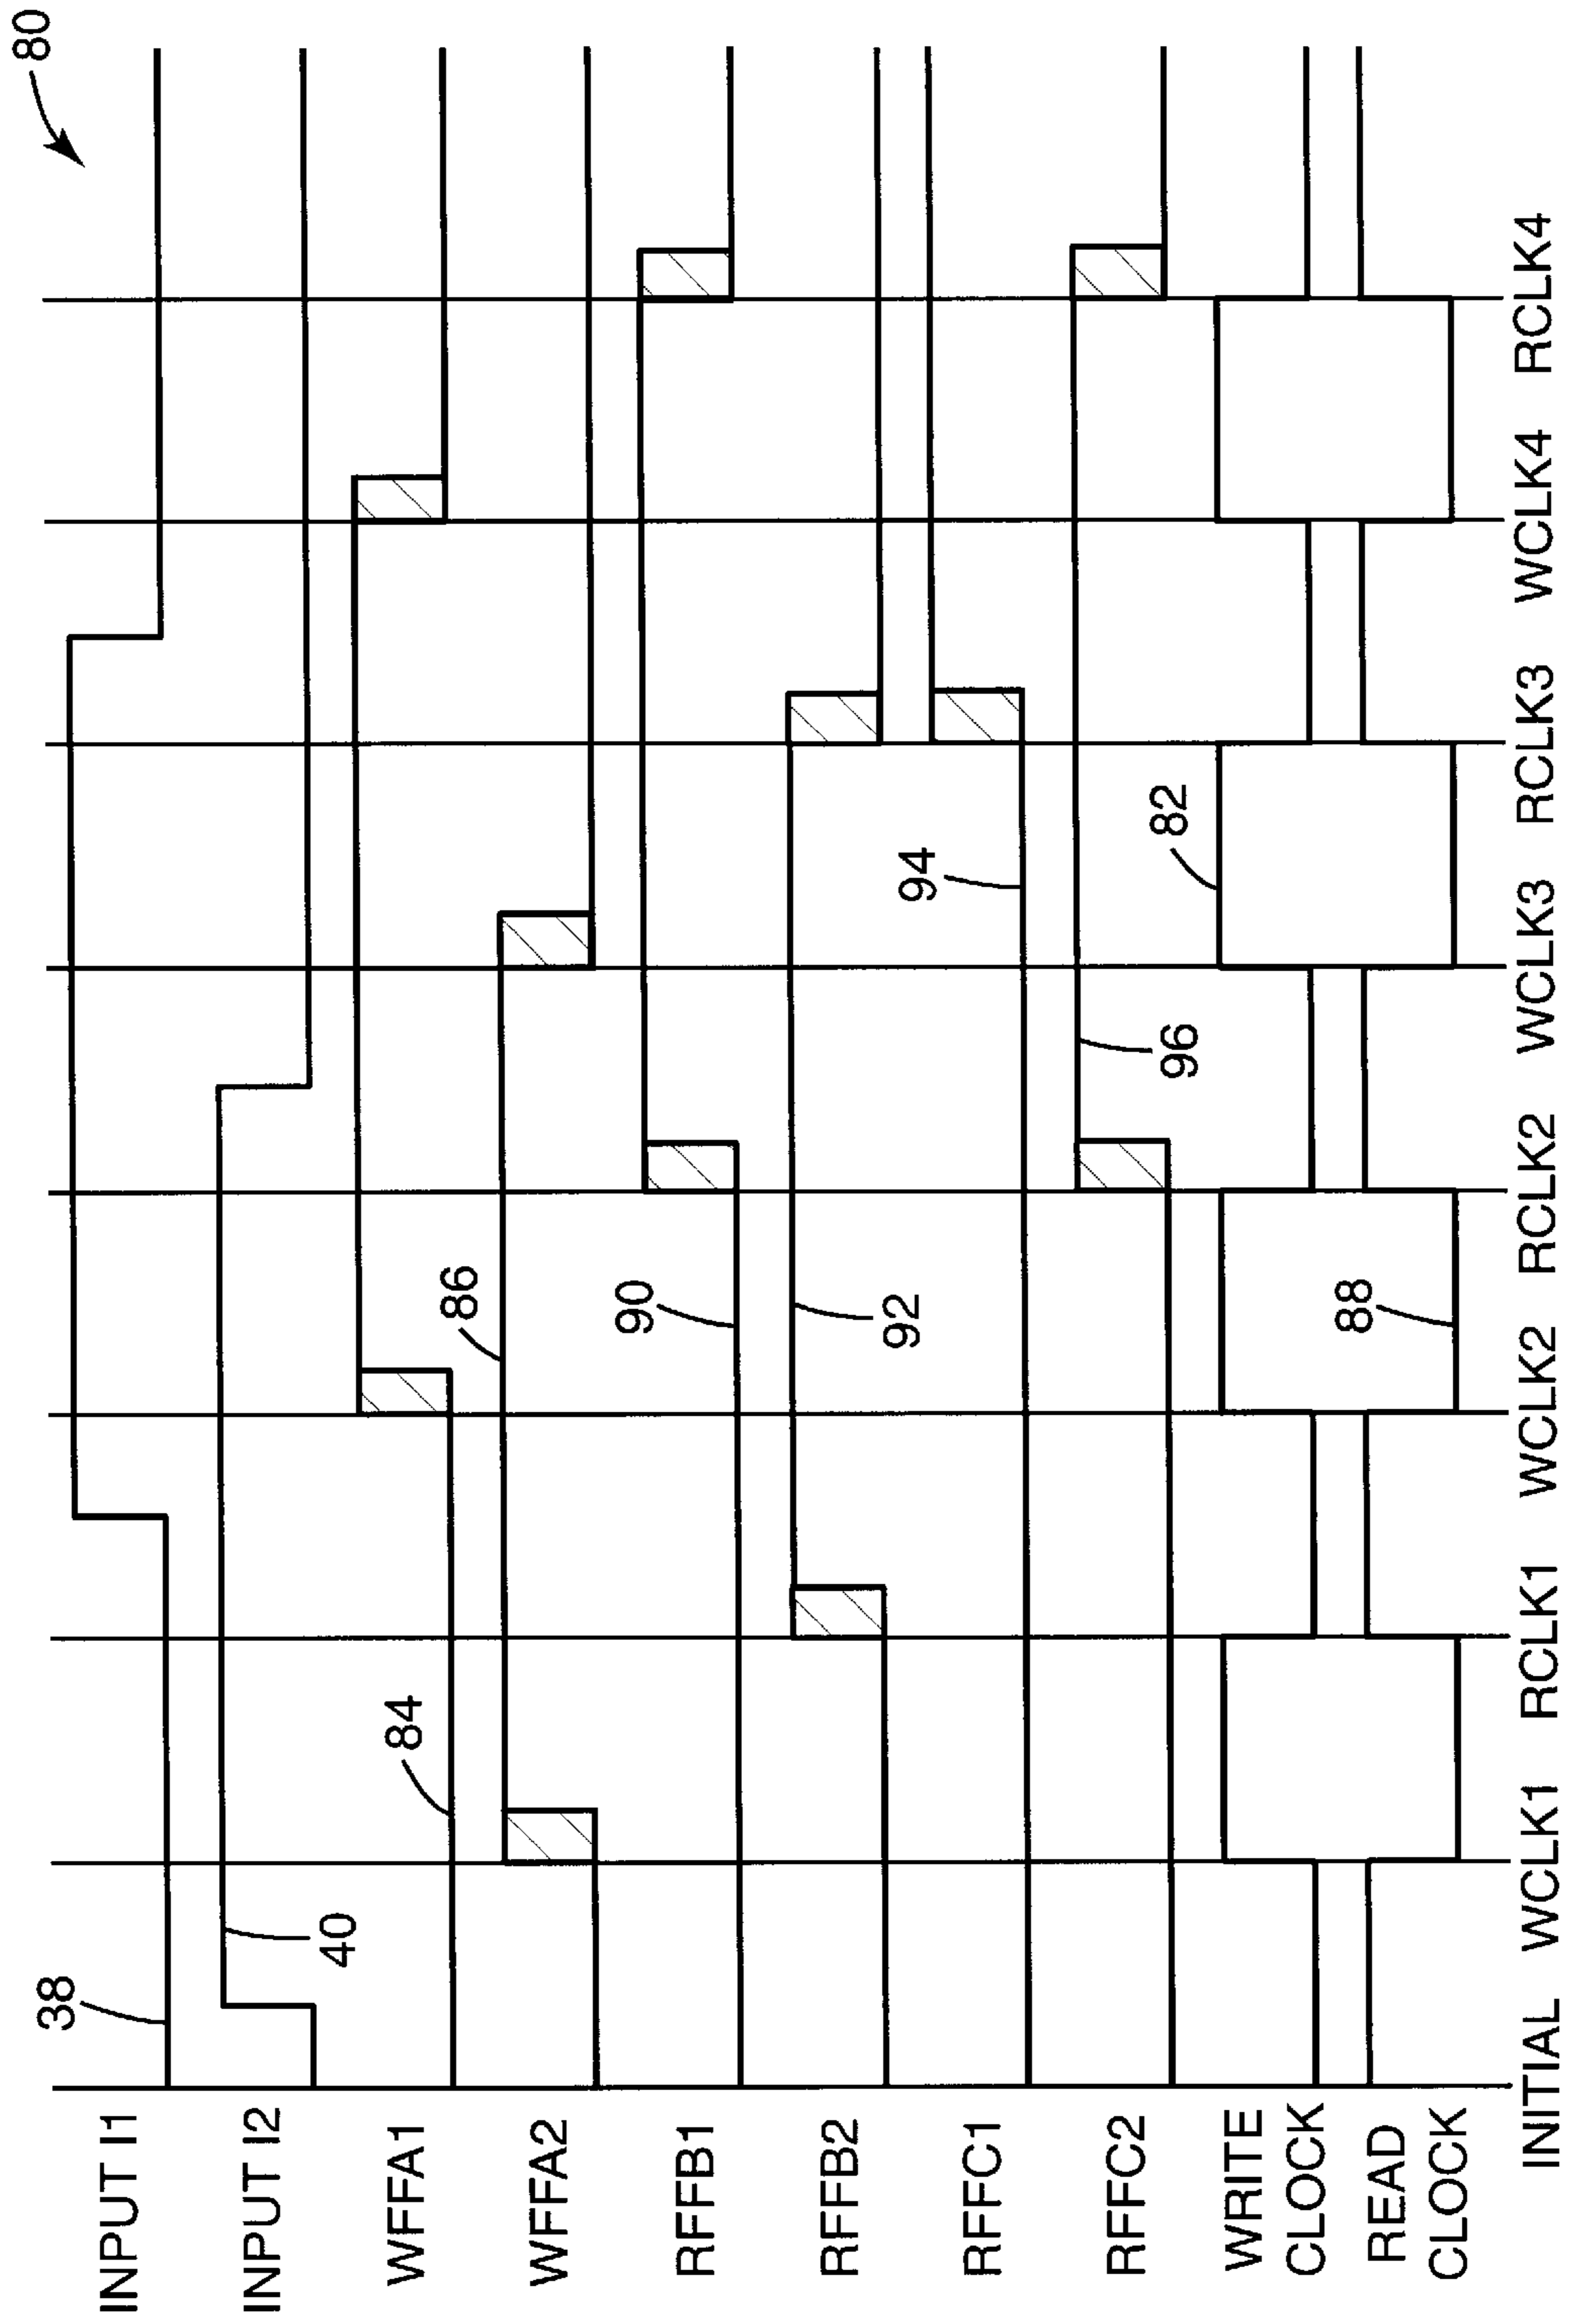 80
38
INPUT I1
40
INPUT I2
84
WFFA1
86
WFFA2
90
RFFB1
92
RFFB2
94
RFFC1
96
RFFC2
82
WRITE
CLOCK
88
READ
CLOCK
INITIAL WCLK1 RCLK1 WCLK2 RCLK2 WCLK3 RCLK3 WCLK4 RCLK4